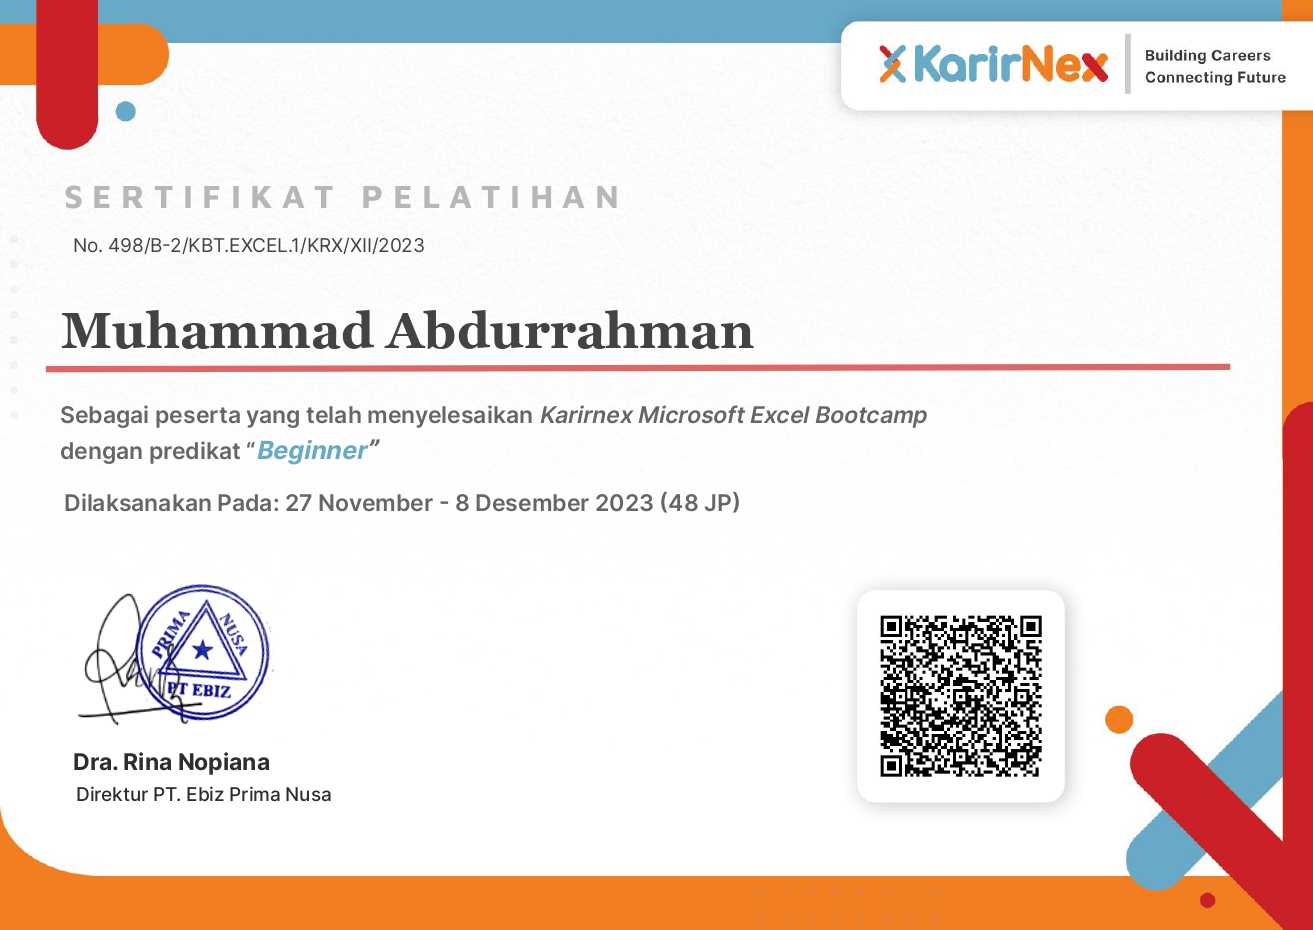 KarirNex
Building Careers
Connecting Future
SERTIFIKAT PELATIHAN
No. 498/B-2/KBT.EXCEL.1/KRX/XII/2023
Muhammad Abdurrahman
Sebagai peserta yang telah menyelesaikan Karirnex Microsoft Excel Bootcamp
dengan predikat “Beginner”
Dilaksanakan Pada: 27 November - 8 Desember 2023 (48 JP)
PRIMA NUSA
PT EBIZ
Dra. Rina Nopiana
Direktur PT. Ebiz Prima Nusa